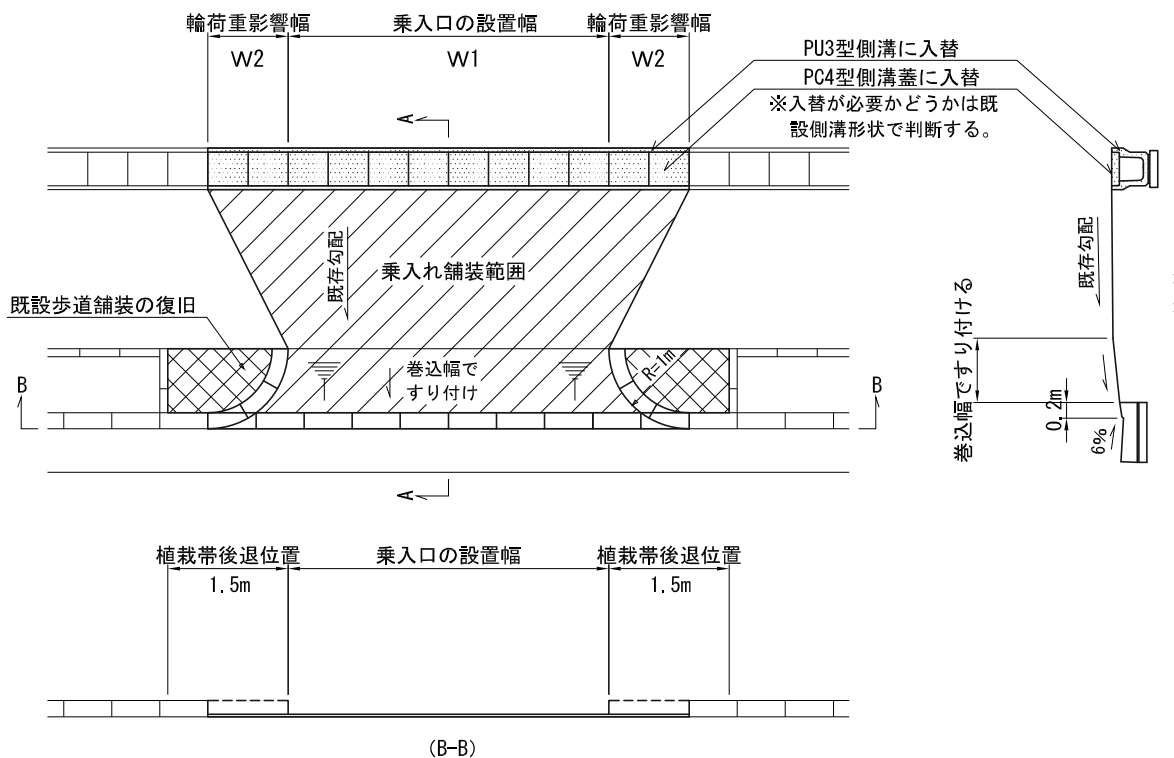 輪荷重影響幅
乗入口の設置幅
輪荷重影響幅
W2
W1
W2
PU3型側溝に入替
PC4型側溝蓋に入替
※入替が必要かどうかは既
設側溝形状で判断する。
A
既存勾配
乗入れ舗装範囲
既設歩道舗装の復旧
巻込幅で
すり付け
R=1m
B
B
A
既存勾配
巻込幅ですり付ける
0.2m
6%
植栽帯後退位置
乗入口の設置幅
植栽帯後退位置
1.5m
1.5m
(B-B)